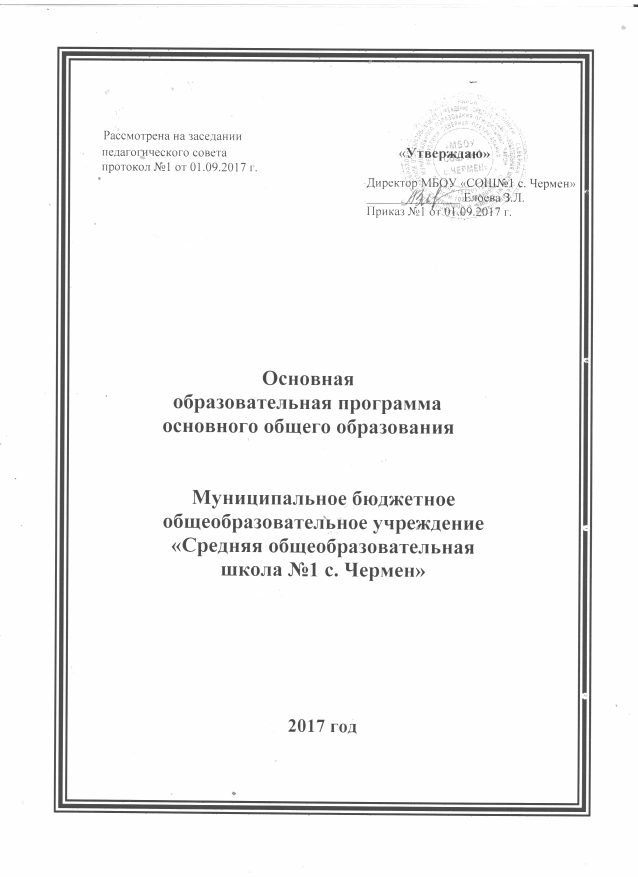 Рассмотрена на заседании
педагогического совета
протокол №1 от 01.09.2017 г.
«Утверждаю»
«МБОУ
с. ЧЕРМЕН»
Директор МБОУ «СОШ№1 с. Чермен»
Елоева З.Л.
Приказ №1 от 01.09.2017 г.
Основная
образовательная программа
основного общего образования
Муниципальное бюджетное
общеобразовательное учреждение
«Средняя общеобразовательная
школа №1 с. Чермен»
2017 год